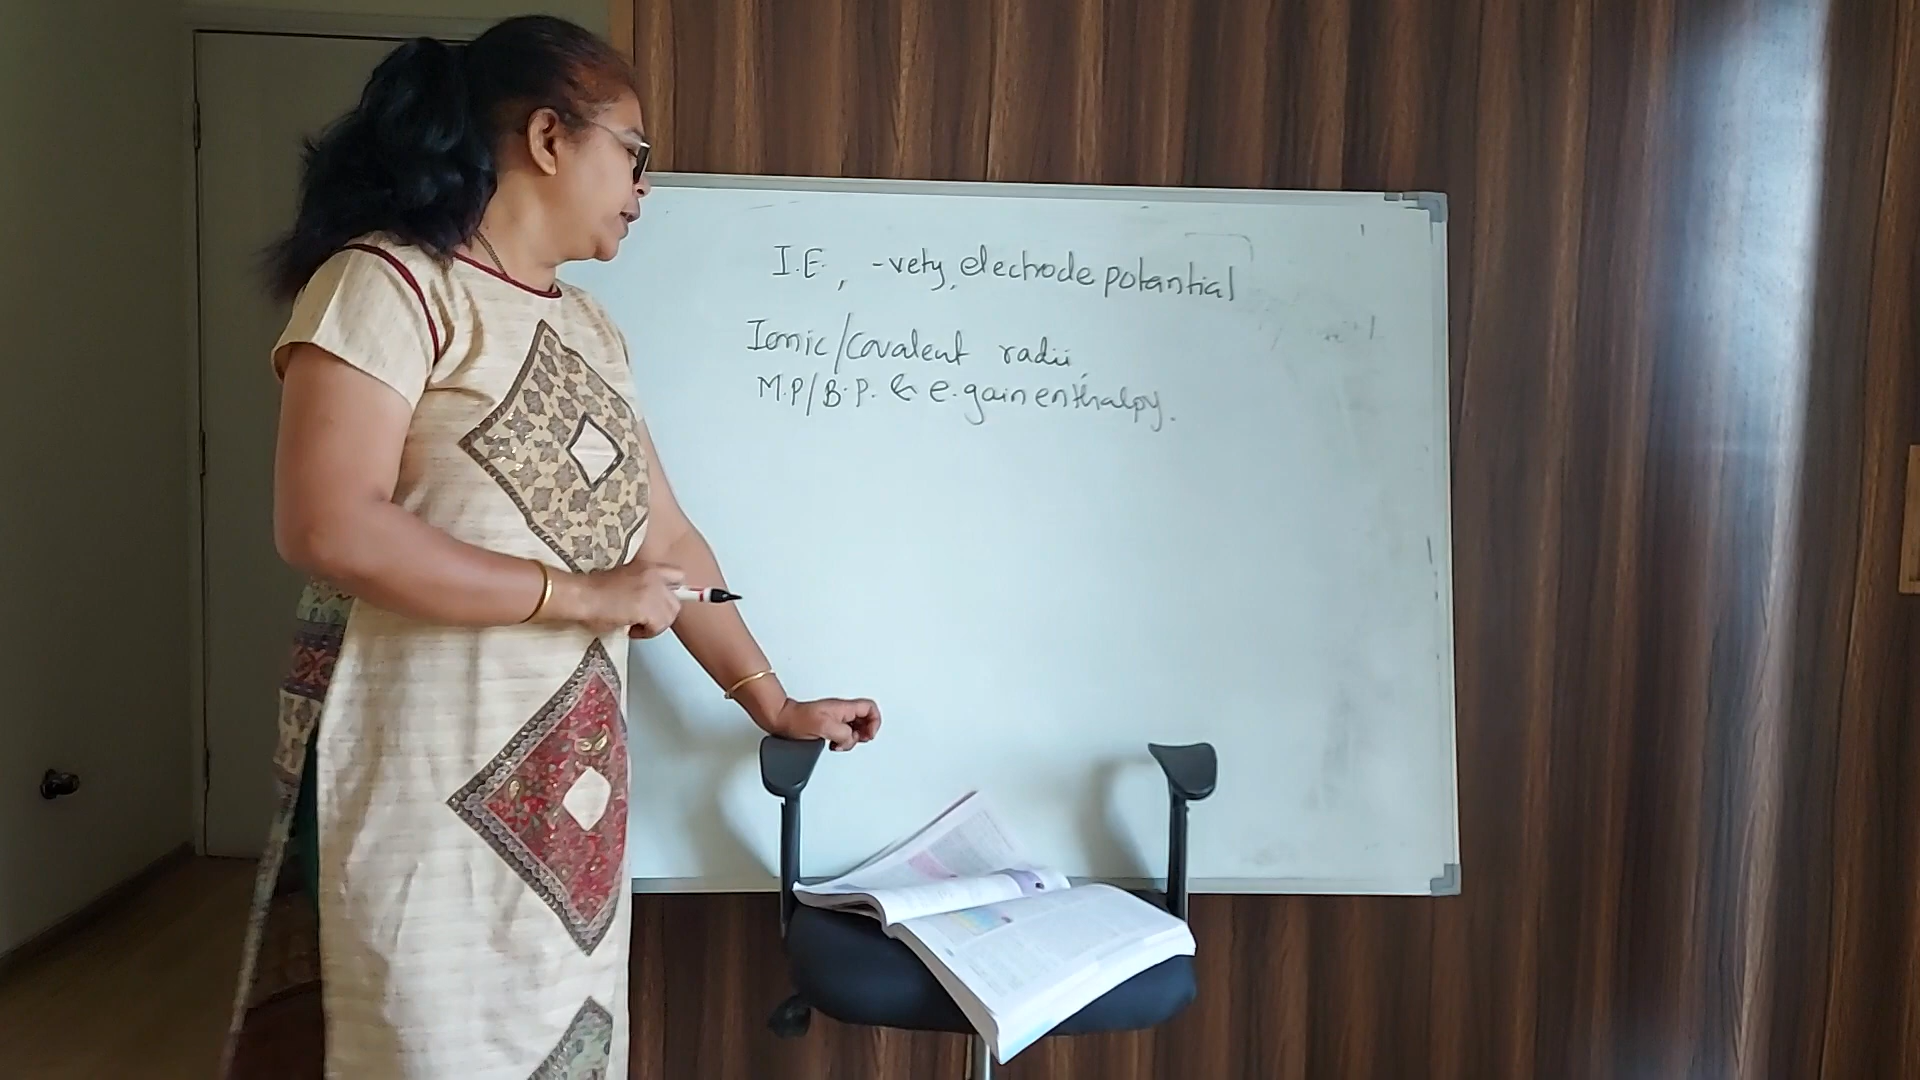 I.E., -vety, electrode potantial
Ionic/Covalent radii,
M.P/B.P. & e.gain enthalpy.